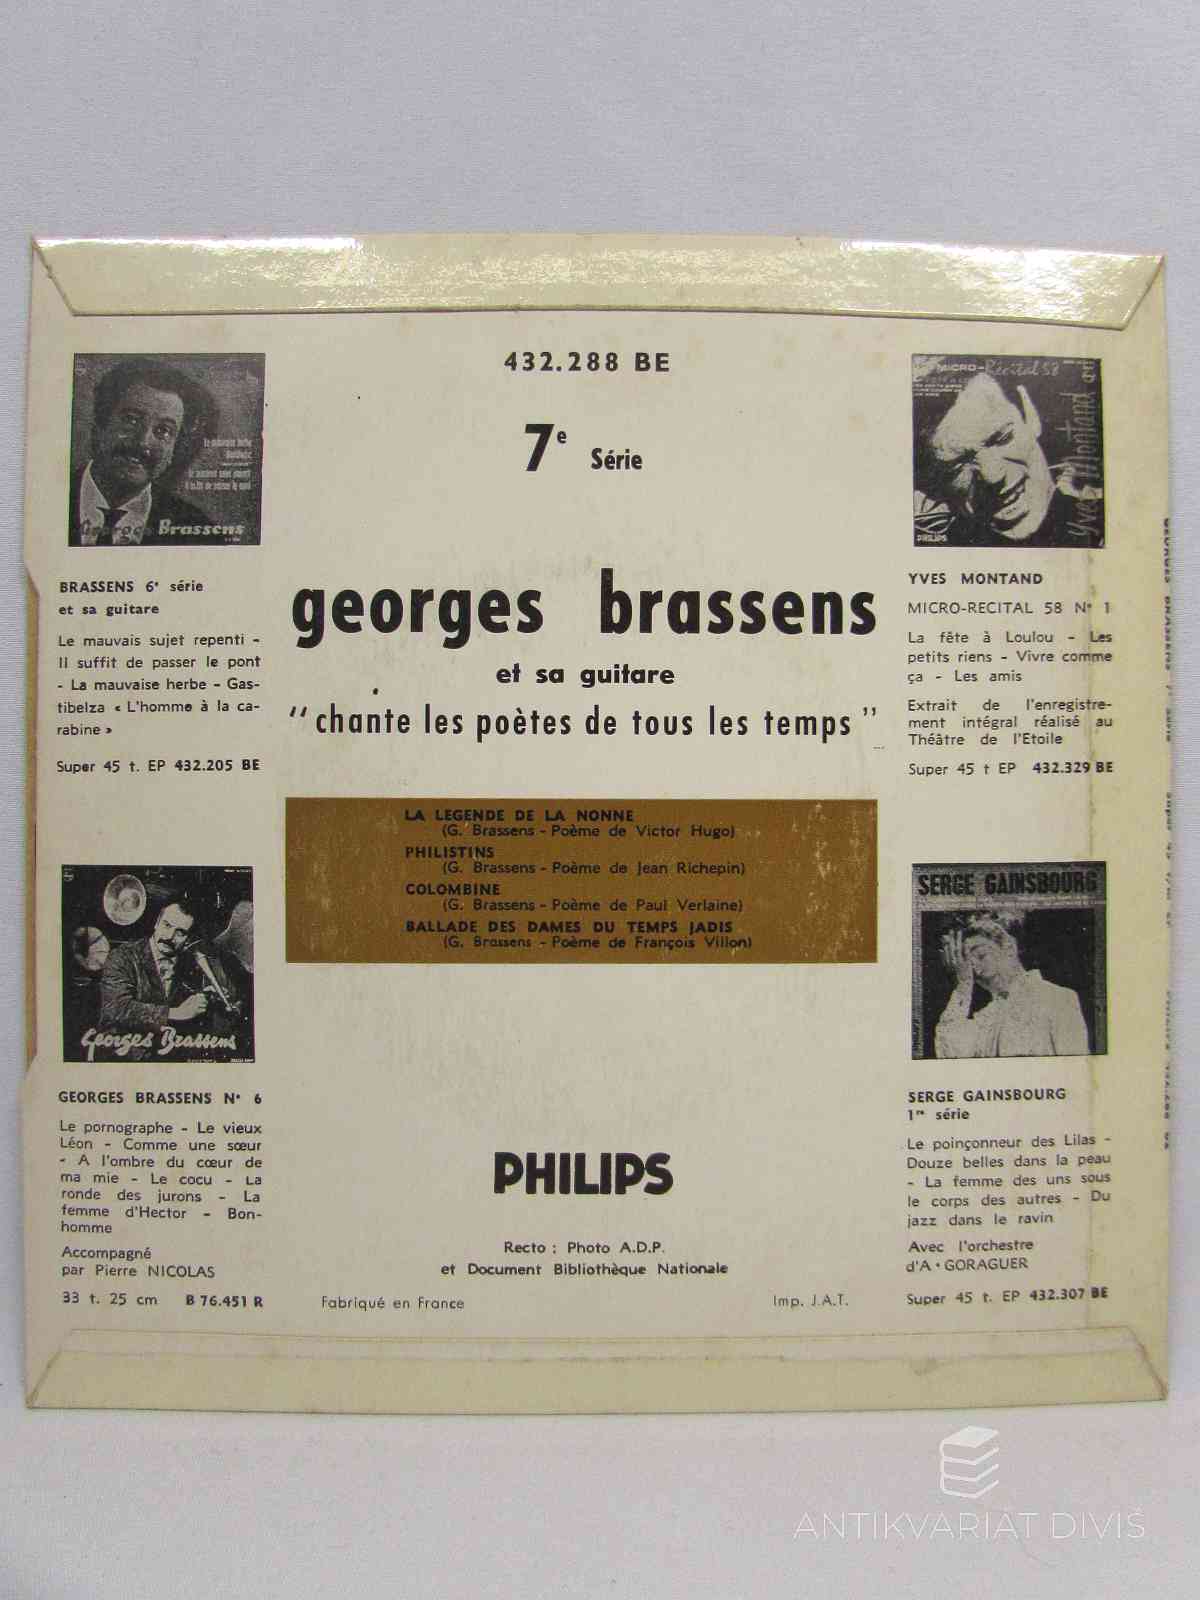 432.288 BE
7e Série
georges brassens
et sa guitare
"chante les poètes de tous les temps"
LA LEGENDE DE LA NONNE
(G. Brassens - Poème de Victor Hugo)
PHILISTINS
(G. Brassens - Poème de Jean Richepin)
COLOMBINE
(G. Brassens - Poème de Paul Verlaine)
BALLADE DES DAMES DU TEMPS JADIS
(G. Brassens - Poème de François Villon)
PHILIPS
Recto : Photo A.D.P.
et Document Bibliothèque Nationale
Fabriqué en France
Imp. J.A.T.
Georges Brassens
BRASSENS 6e série
et sa guitare
Le mauvais sujet repenti -
Il suffit de passer le pont
- La mauvaise herbe - Gas-
tibelza « L'homme à la ca-
rabine »
Super 45 t. EP 432.205 BE
Georges Brassens
GEORGES BRASSENS N° 6
Le pornographe - Le vieux
Léon - Comme une sœur
- A l'ombre du cœur de
ma mie - Le cocu - La
ronde des jurons - La
femme d'Hector - Bon-
homme
Accompagné
par Pierre NICOLAS
33 t. 25 cm B 76.451 R
MICRO-Récital 58
Yves Montand
PHILIPS
YVES MONTAND
MICRO-RECITAL 58 N° 1
La fête à Loulou - Les
petits riens - Vivre comme
ça - Les amis
Extrait de l'enregistre-
ment intégral réalisé au
Théâtre de l'Etoile
Super 45 t EP 432.329 BE
SERGE GAINSBOURG
SERGE GAINSBOURG
1re série
Le poinçonneur des Lilas -
Douze belles dans la peau
- La femme des uns sous
le corps des autres - Du
jazz dans le ravin
Avec l'orchestre
d'A • GORAGUER
Super 45 t. EP 432.307 BE
ANTIKVARIÁT DIVIŠ